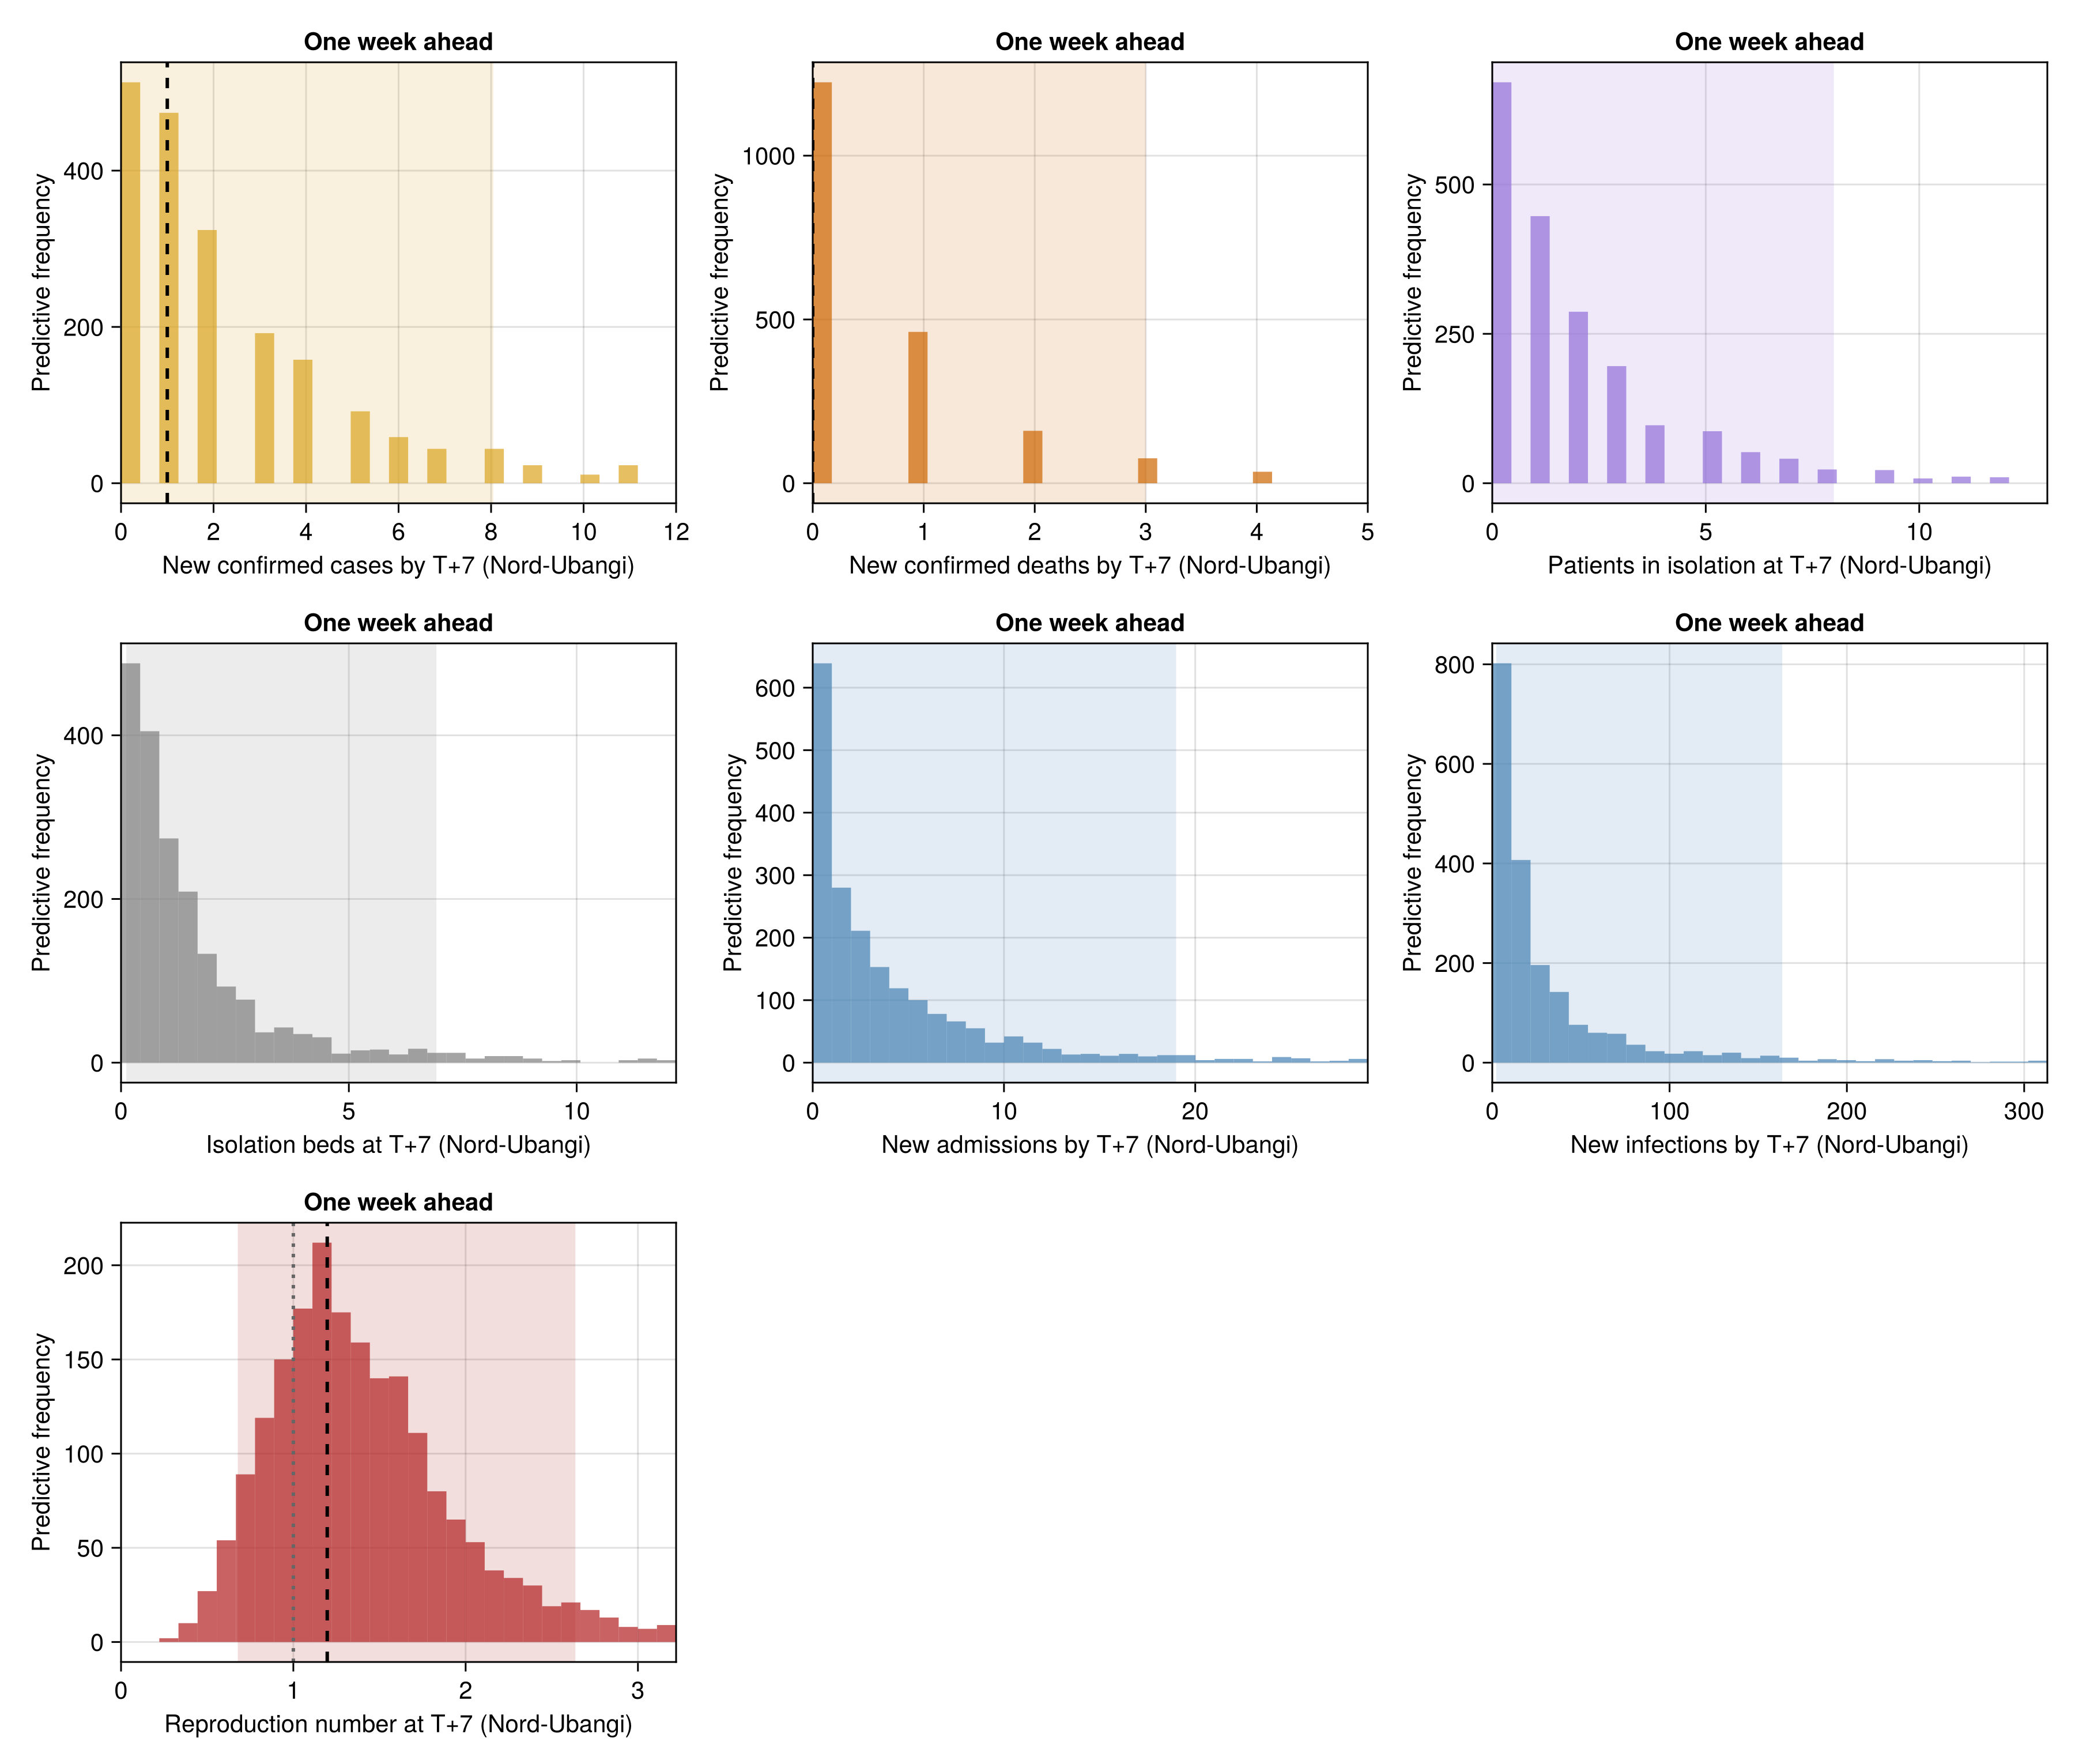 One week ahead
One week ahead
One week ahead
Predictive frequency
400
200
0
0 2 4 6 8 10 12
New confirmed cases by T+7 (Nord-Ubangi)
Predictive frequency
1000
500
0
0 1 2 3 4 5
New confirmed deaths by T+7 (Nord-Ubangi)
Predictive frequency
500
250
0
0 5 10
Patients in isolation at T+7 (Nord-Ubangi)
One week ahead
One week ahead
One week ahead
Predictive frequency
400
200
0
0 5 10
Isolation beds at T+7 (Nord-Ubangi)
Predictive frequency
600
500
400
300
200
100
0
0 10 20
New admissions by T+7 (Nord-Ubangi)
Predictive frequency
800
600
400
200
0
0 100 200 300
New infections by T+7 (Nord-Ubangi)
One week ahead
Predictive frequency
200
150
100
50
0
0 1 2 3
Reproduction number at T+7 (Nord-Ubangi)